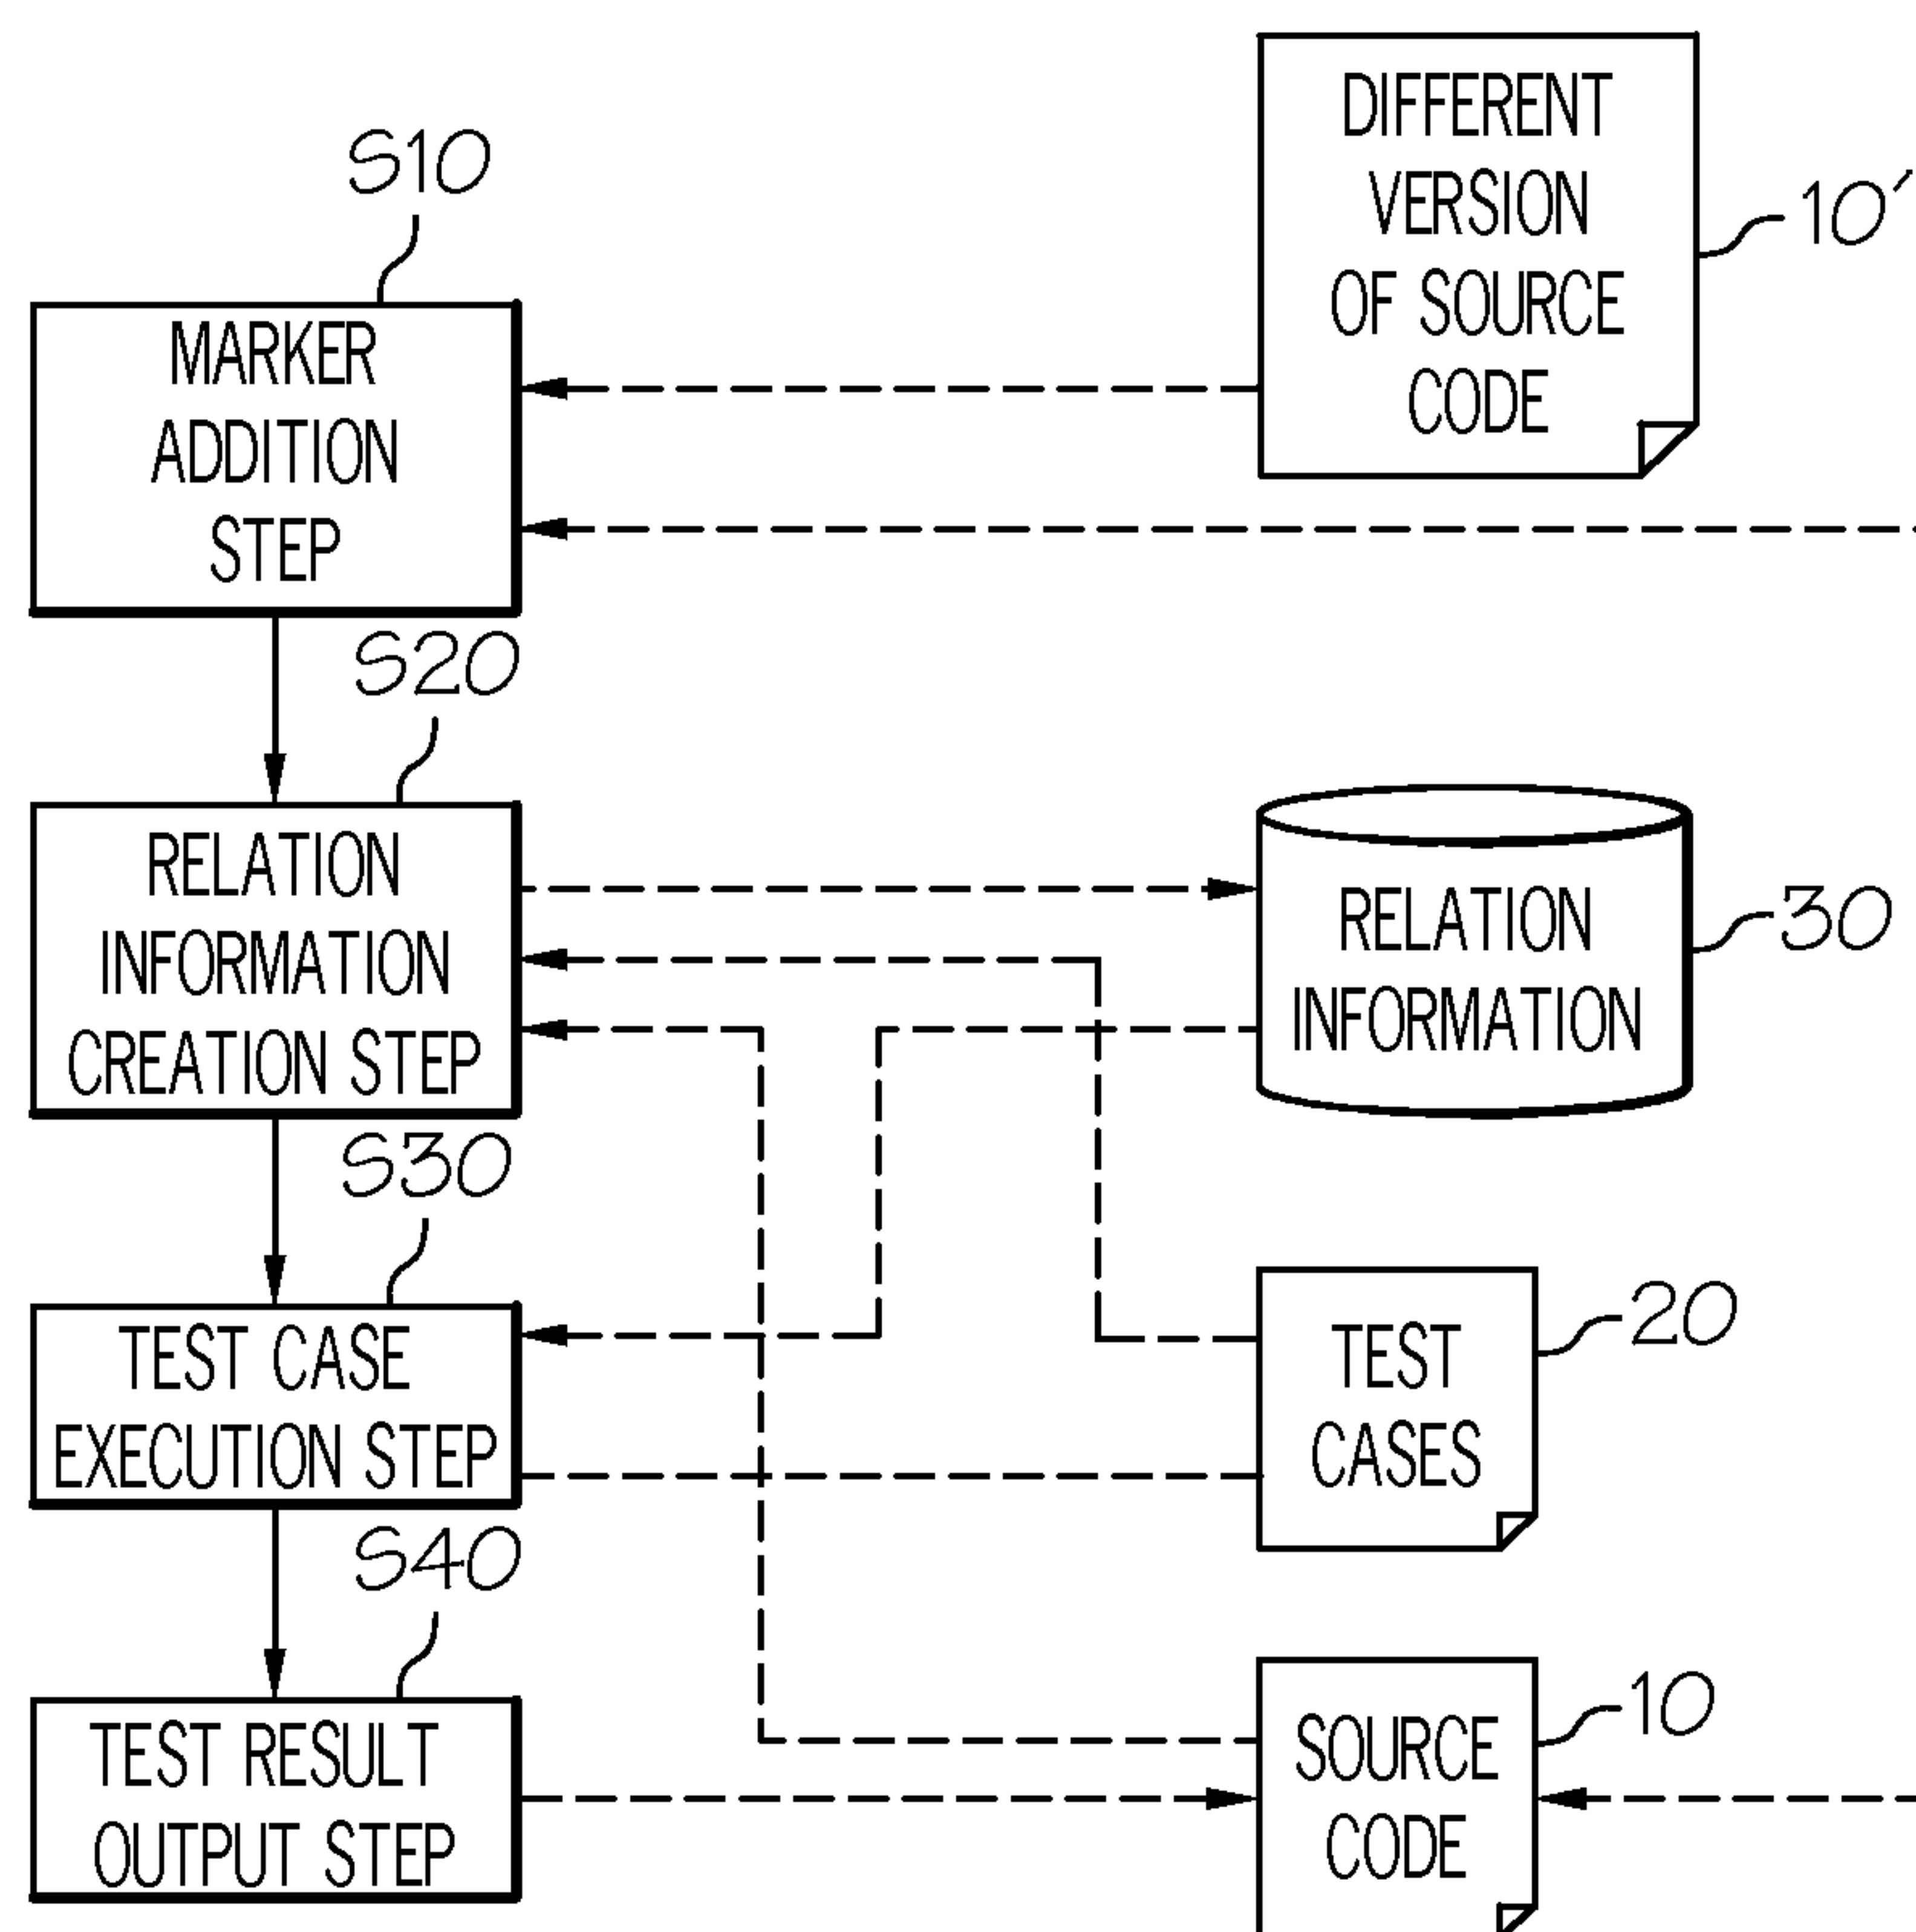 S10
MARKER
ADDITION
STEP
DIFFERENT
VERSION
OF SOURCE
CODE
10′
S20
RELATION
INFORMATION
CREATION STEP
RELATION
INFORMATION
30
S30
TEST CASE
EXECUTION STEP
TEST
CASES
20
S40
TEST RESULT
OUTPUT STEP
SOURCE
CODE
10